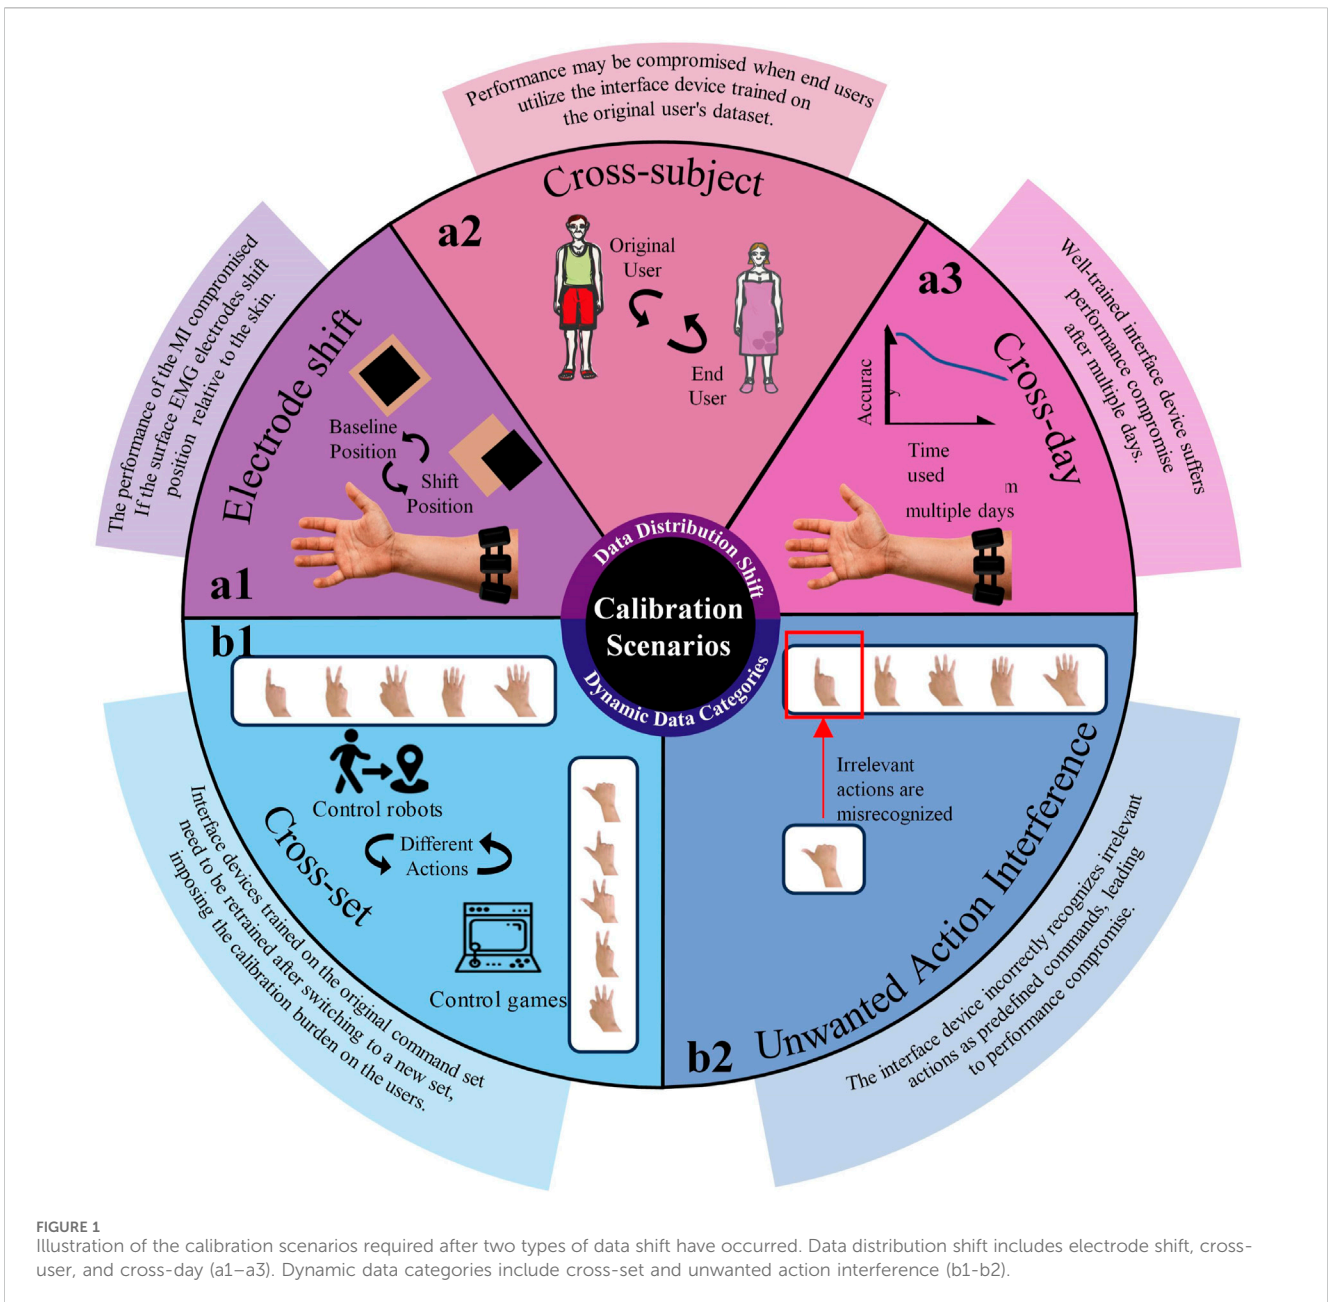 Performance may be compromised when end users
utilize the interface device trained on
the original user's dataset.
Cross-subject
a2
Original
User
End
User
The performance of the MI compromised
If the surface EMG electrodes shift
position relative to the skin.
Electrode shift
Baseline
Position
Shift
Position
a1
Well-trained interface device suffers
performance compromise
after multiple days.
a3
Cross-day
Accurac
y
Time
used
m
multiple days
Data Distribution Shift
Calibration
Scenarios
Dynamic Data Categories
b1
Control robots
Different
Actions
Control games
Cross-set
Interface devices trained on the original command set
need to be retrained after switching to a new set,
imposing the calibration burden on the users.
Irrelevant
actions are
misrecognized
b2
Unwanted Action Interference
The interface device incorrectly recognizes irrelevant
actions as predefined commands, leading
to performance compromise.
FIGURE 1
Illustration of the calibration scenarios required after two types of data shift have occurred. Data distribution shift includes electrode shift, cross-
user, and cross-day (a1–a3). Dynamic data categories include cross-set and unwanted action interference (b1-b2).